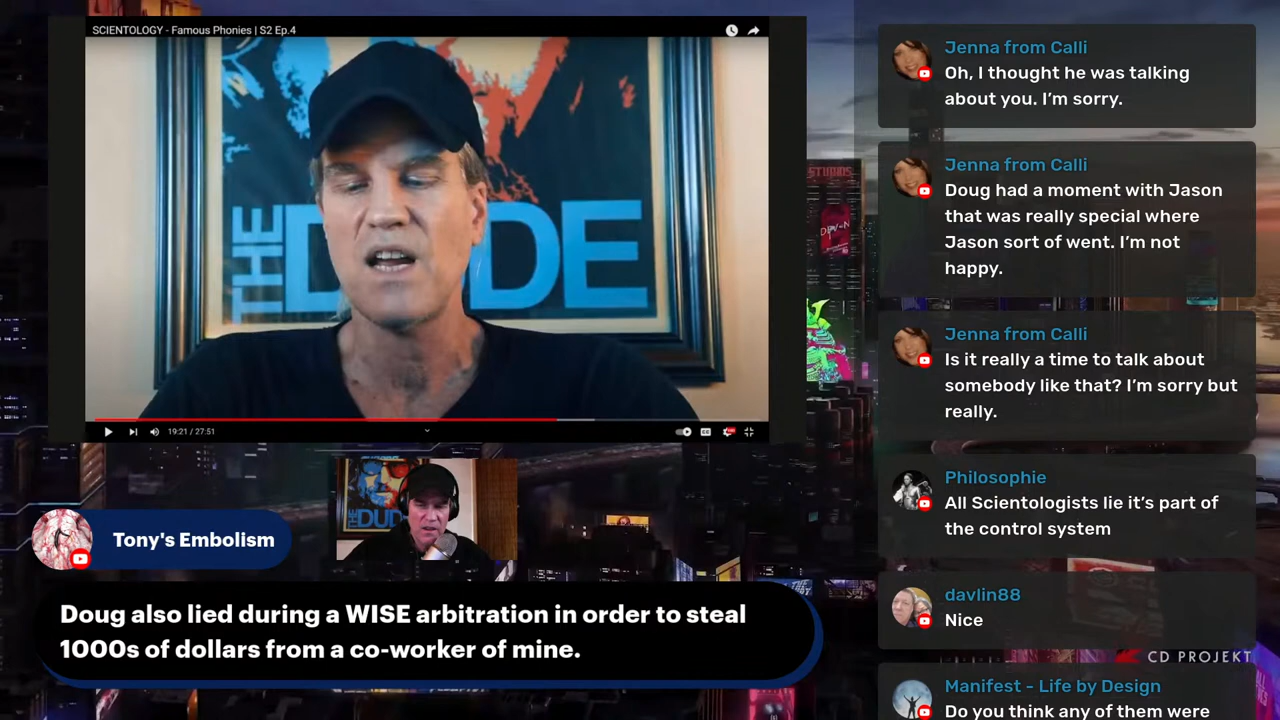 SCIENTOLOGY - Famous Phonies | S2 Ep.4
THE
DUDE
19:21 / 27:51
STUDIOS
DUD
Tony's Embolism
Doug also lied during a WISE arbitration in order to steal
1000s of dollars from a co-worker of mine.
Jenna from Calli
Oh, I thought he was talking
about you. I’m sorry.
Jenna from Calli
Doug had a moment with Jason
that was really special where
Jason sort of went. I’m not
happy.
Jenna from Calli
Is it really a time to talk about
somebody like that? I’m sorry but
really.
Philosophie
All Scientologists lie it’s part of
the control system
davlin88
Nice
CD PROJEKT
Manifest - Life by Design
Do you think any of them were